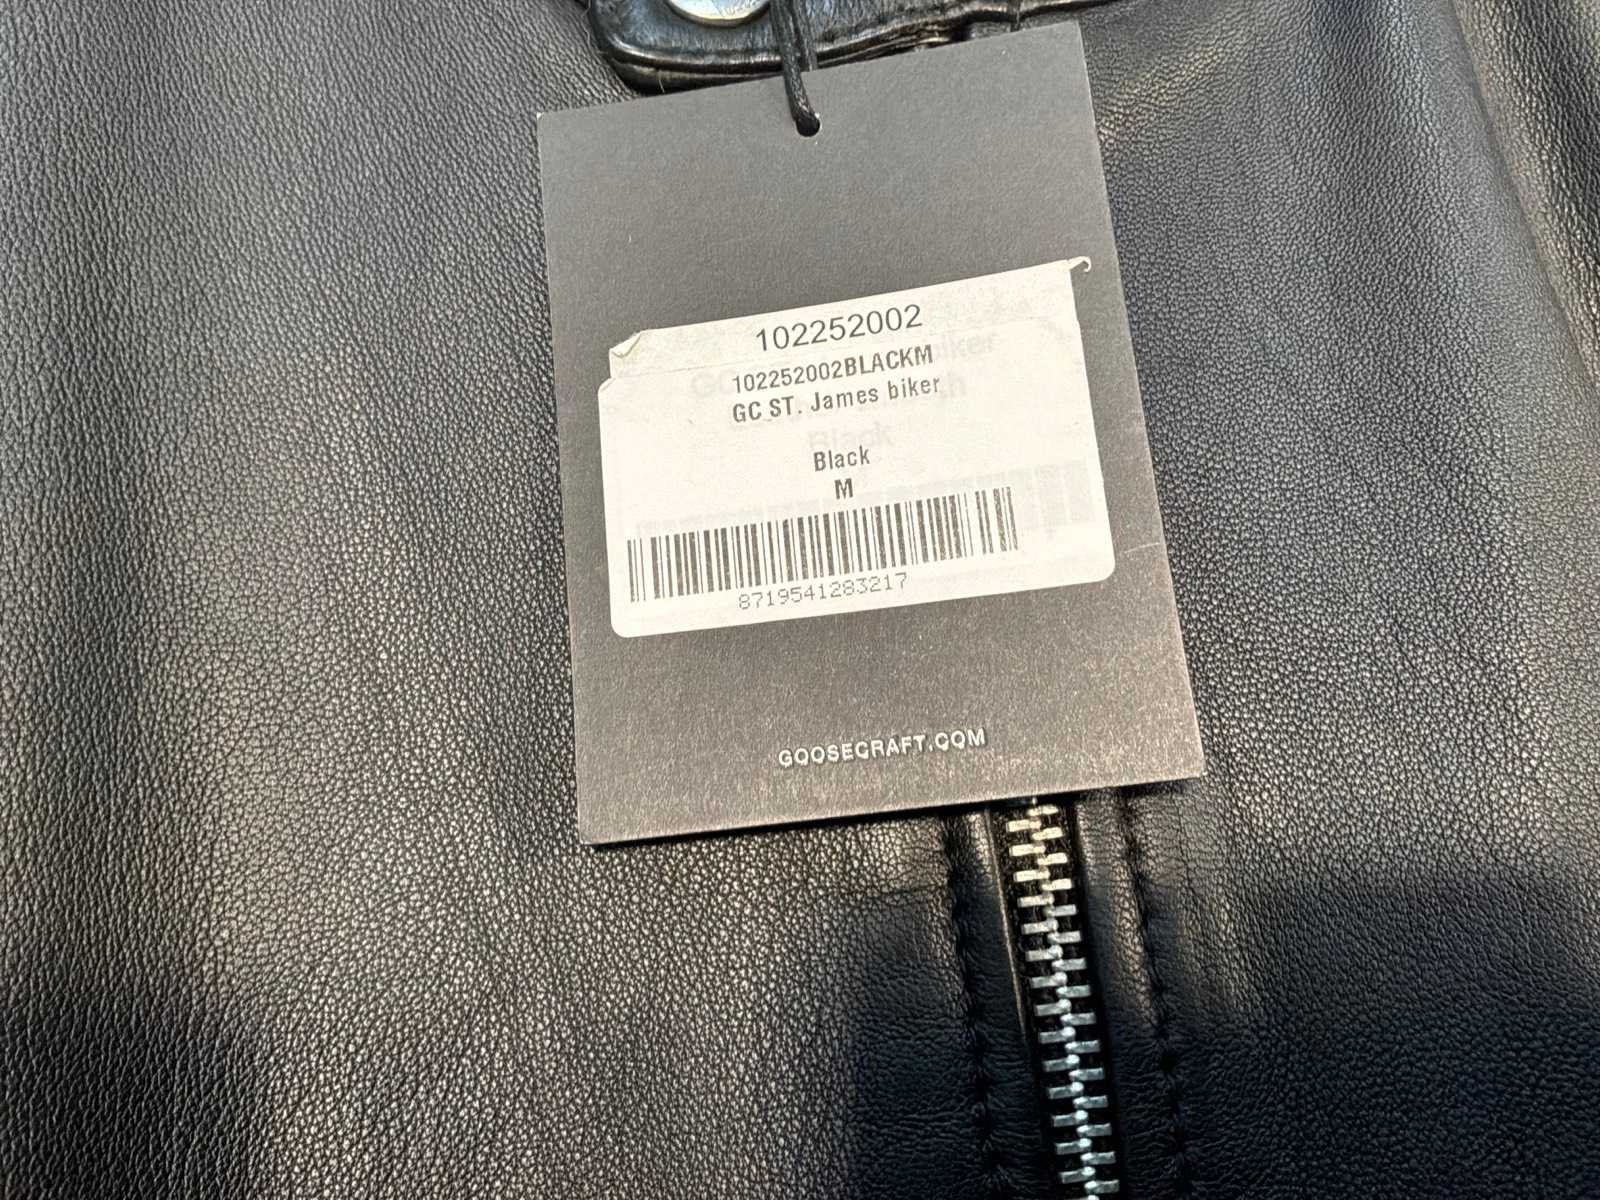 102252002
102252002BLACKM
GC ST. James biker
Black
M
8719541283217
GOOSECRAFT.COM